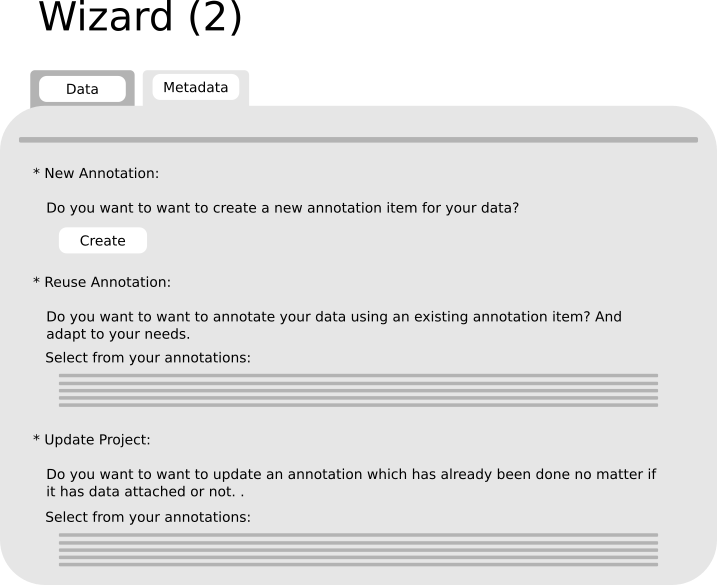 Wizard (2)
Data
Metadata
* New Annotation:
Do you want to want to create a new annotation item for your data?
Create
* Reuse Annotation:
Do you want to want to annotate your data using an existing annotation item? And
adapt to your needs.
Select from your annotations:
* Update Project:
Do you want to want to update an annotation which has already been done no matter if
it has data attached or not. .
Select from your annotations: